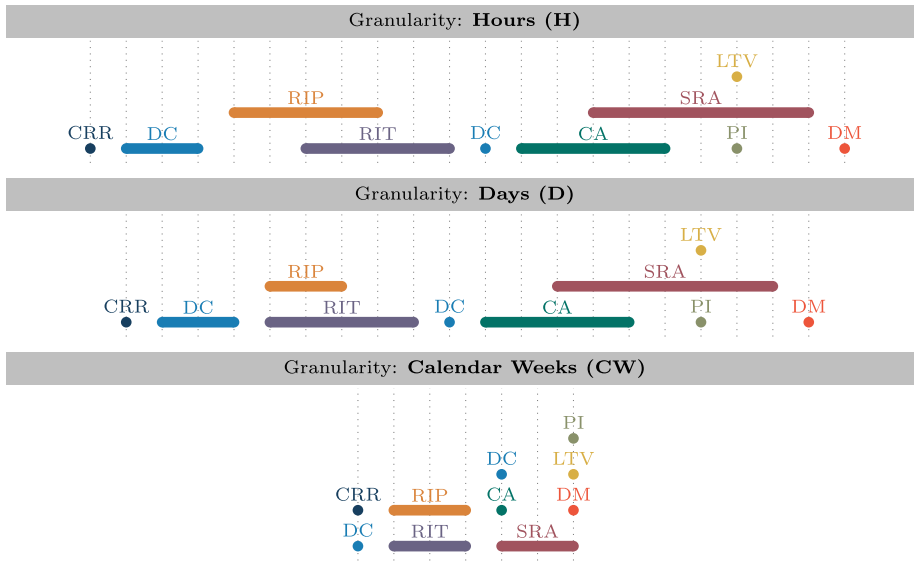 Granularity: Hours (H)
LTV
RIP SRA
CRR DC RIT DC CA PI DM
Granularity: Days (D)
LTV
RIP SRA
CRR DC RIT DC CA PI DM
Granularity: Calendar Weeks (CW)
PI
DC LTV
CRR RIP CA DM
DC RIT SRA